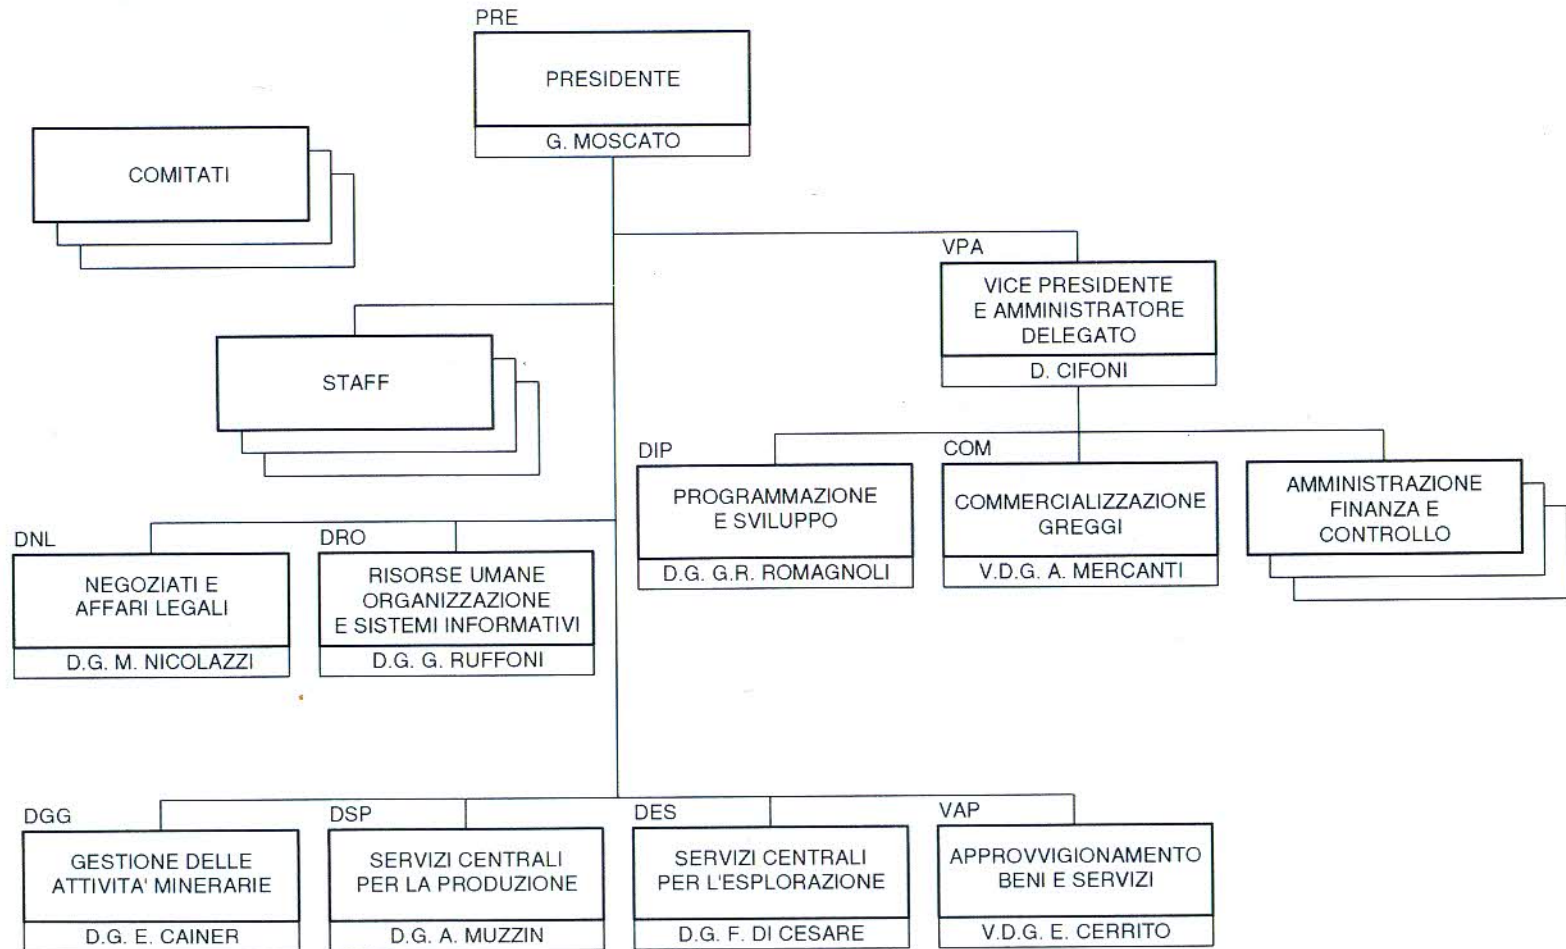 PRE
PRESIDENTE
G. MOSCATO
COMITATI
VPA
VICE PRESIDENTE
E AMMINISTRATORE
DELEGATO
D. CIFONI
STAFF
DIP
PROGRAMMAZIONE
E SVILUPPO
D.G. G.R. ROMAGNOLI
COM
COMMERCIALIZZAZIONE
GREGGI
V.D.G. A. MERCANTI
AMMINISTRAZIONE
FINANZA E
CONTROLLO
DNL
NEGOZIATI E
AFFARI LEGALI
D.G. M. NICOLAZZI
DRO
RISORSE UMANE
ORGANIZZAZIONE
E SISTEMI INFORMATIVI
D.G. G. RUFFONI
DGG
GESTIONE DELLE
ATTIVITA' MINERARIE
D.G. E. CAINER
DSP
SERVIZI CENTRALI
PER LA PRODUZIONE
D.G. A. MUZZIN
DES
SERVIZI CENTRALI
PER L'ESPLORAZIONE
D.G. F. DI CESARE
VAP
APPROVVIGIONAMENTO
BENI E SERVIZI
V.D.G. E. CERRITO